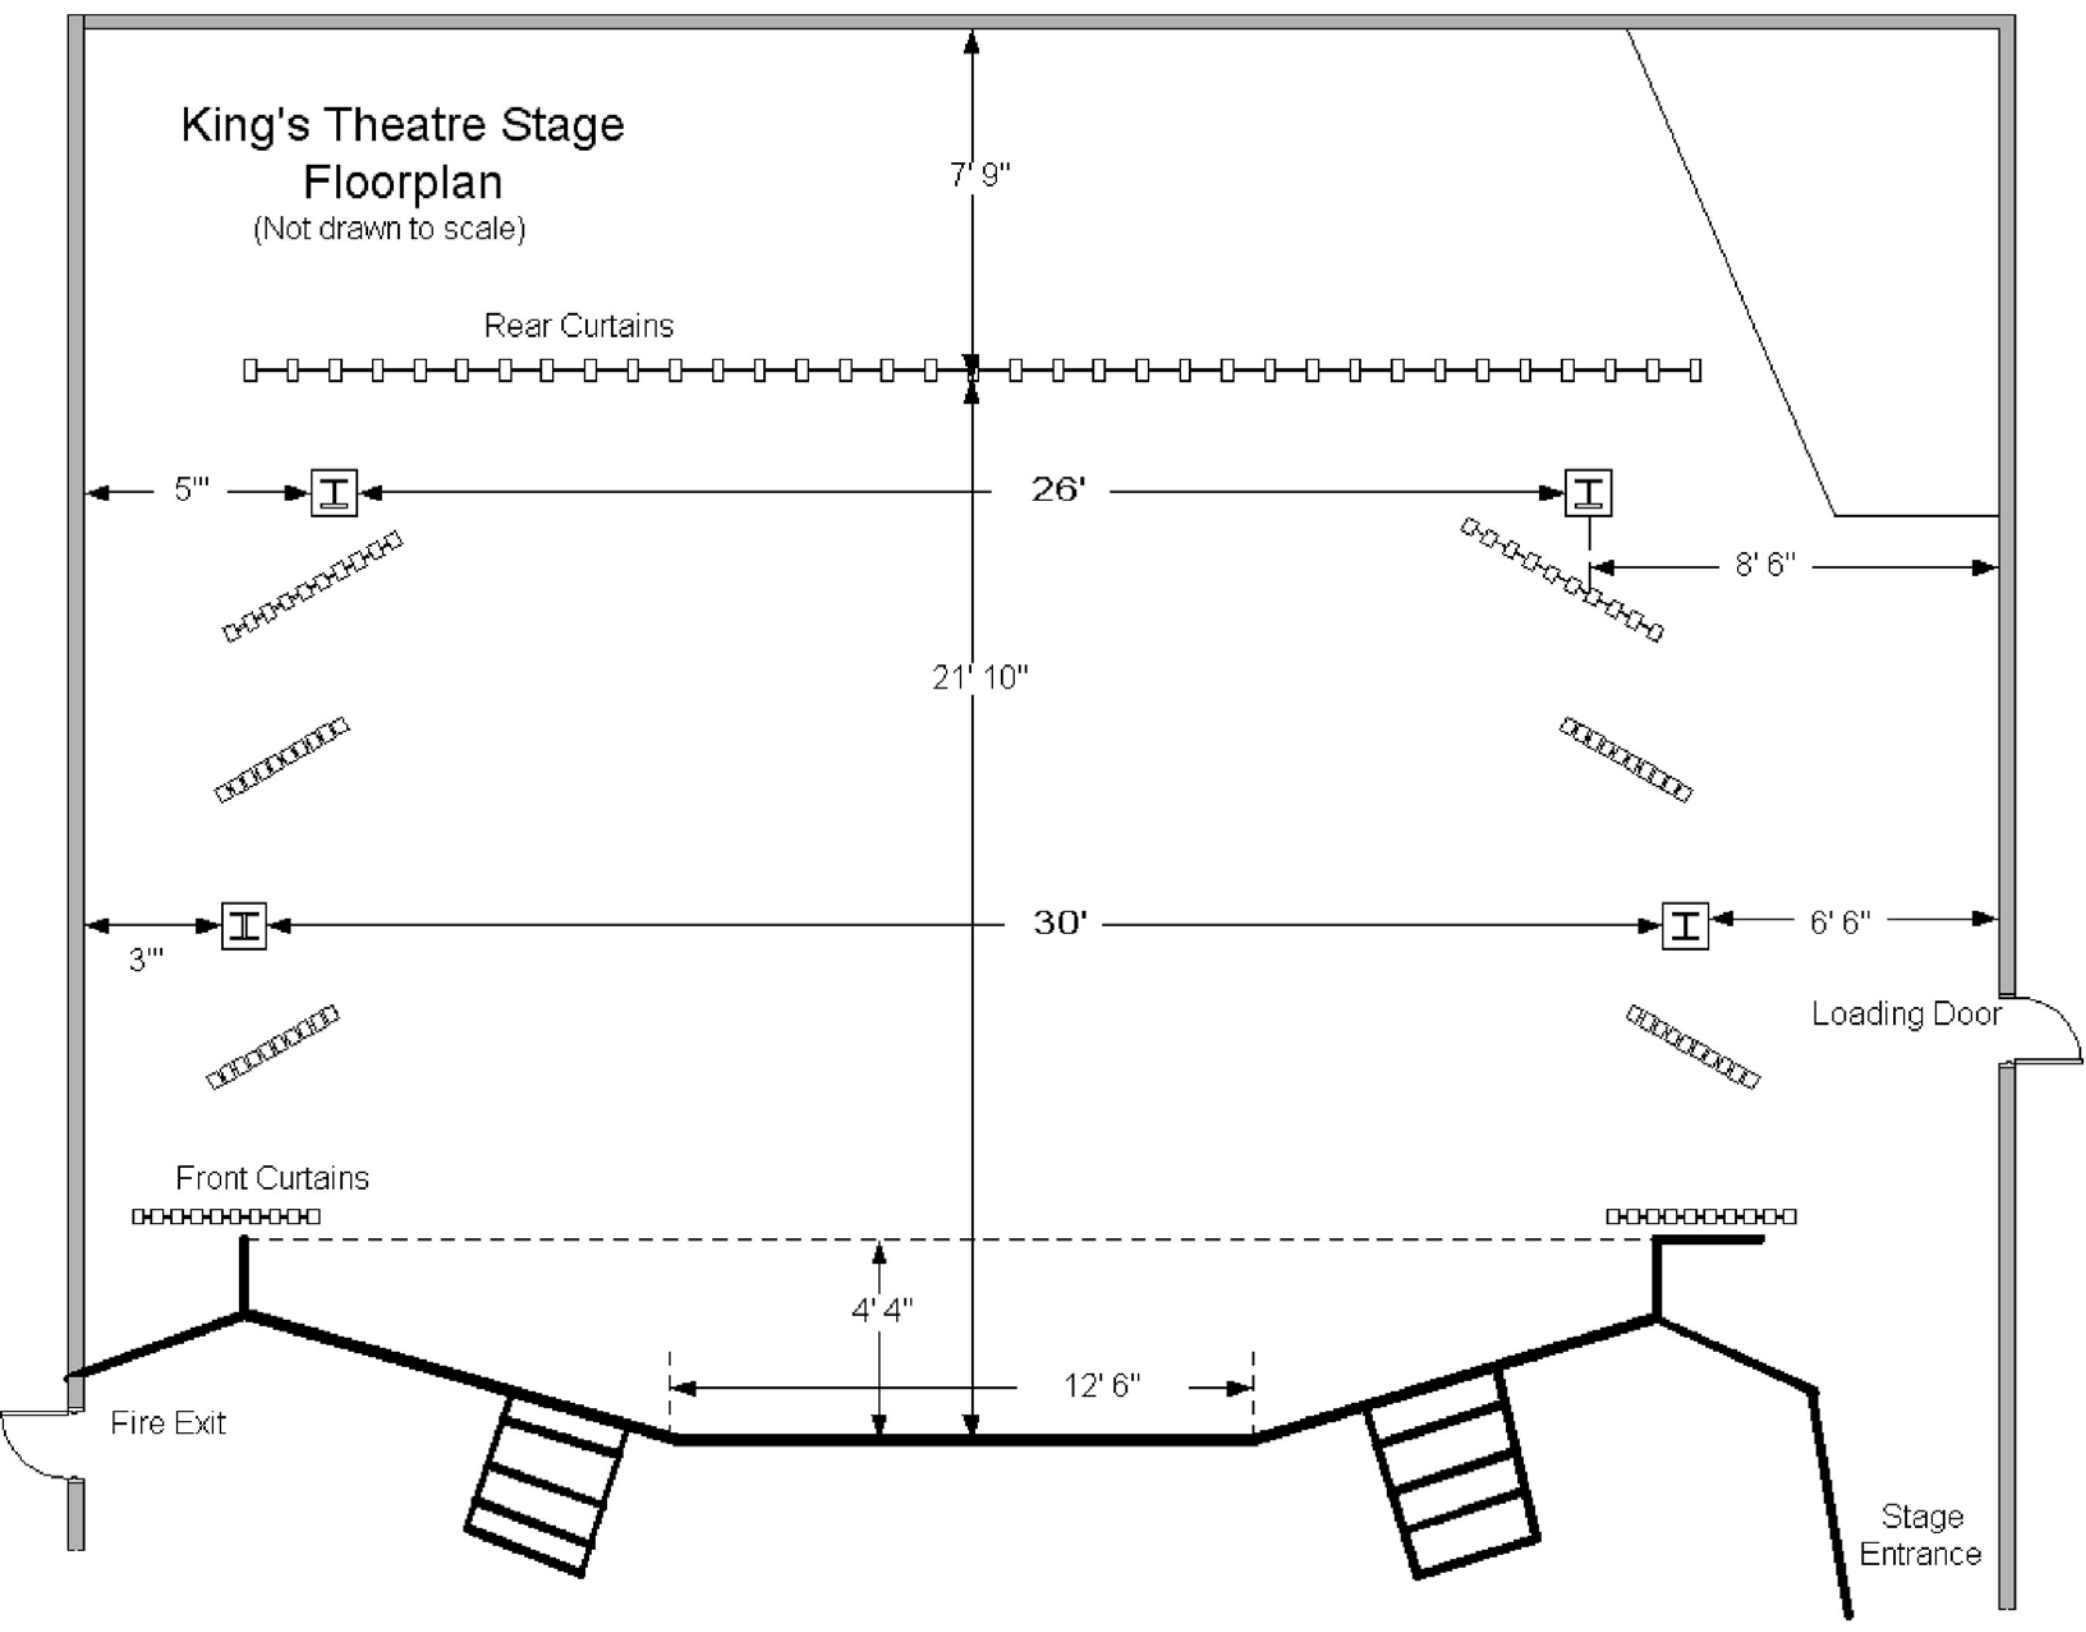 King's Theatre Stage
Floorplan
(Not drawn to scale)
7' 9"
Rear Curtains
5'"
26'
8' 6"
21' 10"
30'
6' 6"
3'"
Loading Door
Front Curtains
4' 4"
12' 6"
Fire Exit
Stage
Entrance